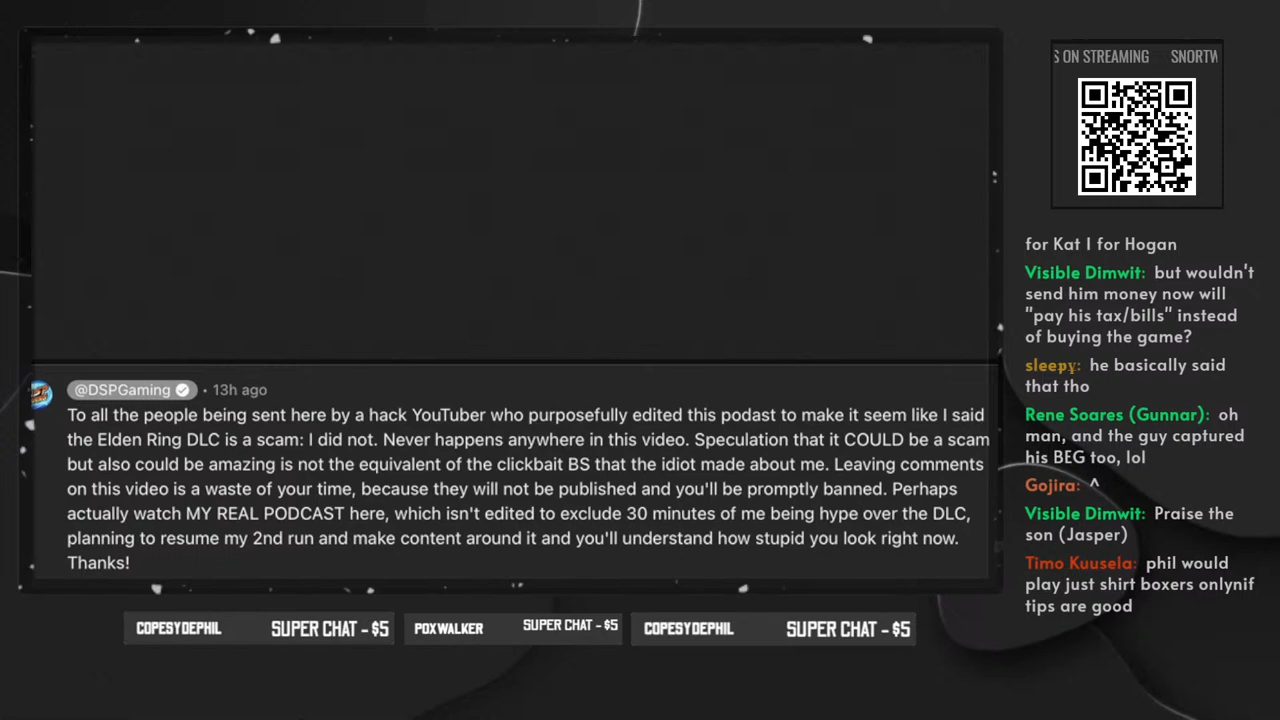 S ON STREAMING SNORTW
for Kat I for Hogan
Visible Dimwit: but wouldn't
send him money now will
"pay his tax/bills" instead
of buying the game?
sleepy: he basically said
that tho
Rene Soares (Gunnar): oh
man, and the guy captured
his BEG too, lol
Gojira: ^
Visible Dimwit: Praise the
son (Jasper)
Timo Kuusela: phil would
play just shirt boxers onlynif
tips are good
@DSPGaming • 13h ago
To all the people being sent here by a hack YouTuber who purposefully edited this podast to make it seem like I said
the Elden Ring DLC is a scam: I did not. Never happens anywhere in this video. Speculation that it COULD be a scam
but also could be amazing is not the equivalent of the clickbait BS that the idiot made about me. Leaving comments
on this video is a waste of your time, because they will not be published and you'll be promptly banned. Perhaps
actually watch MY REAL PODCAST here, which isn't edited to exclude 30 minutes of me being hype over the DLC,
planning to resume my 2nd run and make content around it and you'll understand how stupid you look right now.
Thanks!
COPESYDEPHIL SUPER CHAT - $5
POXWALKER SUPER CHAT - $5
COPESYDEPHIL SUPER CHAT - $5